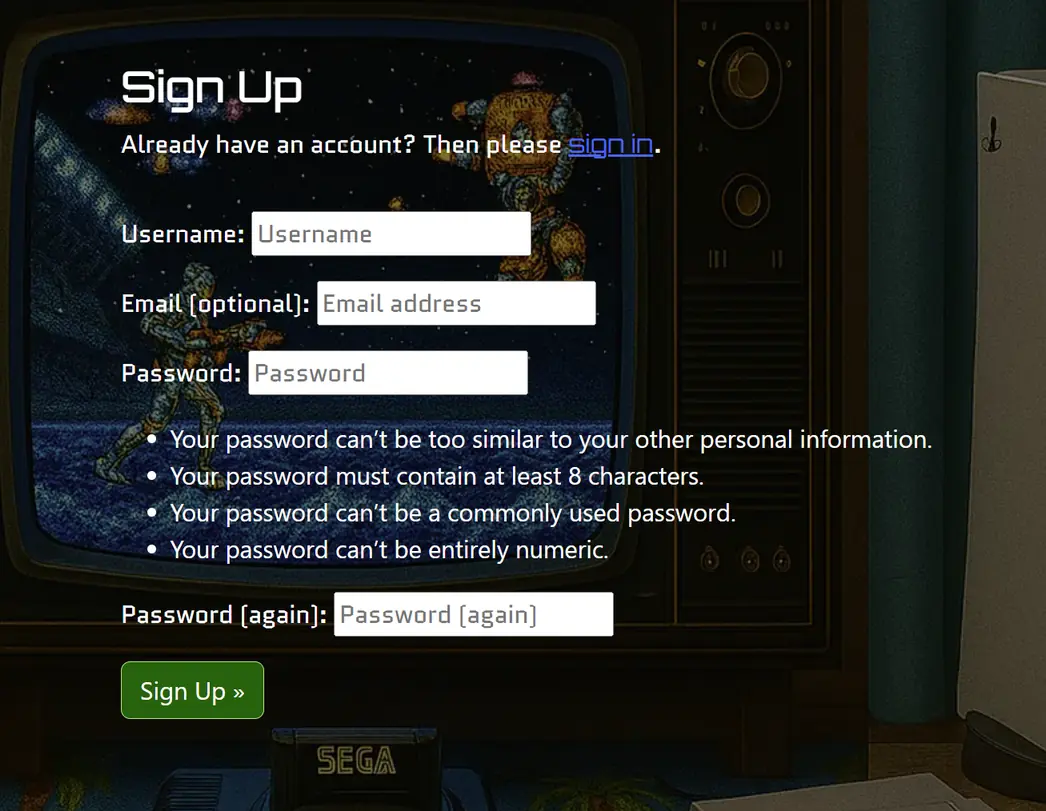 Sign Up
Already have an account? Then please sign in.
Username: Username
Email (optional): Email address
Password: Password
• Your password can’t be too similar to your other personal information.
• Your password must contain at least 8 characters.
• Your password can’t be a commonly used password.
• Your password can’t be entirely numeric.
Password (again): Password (again)
Sign Up »
SEGA